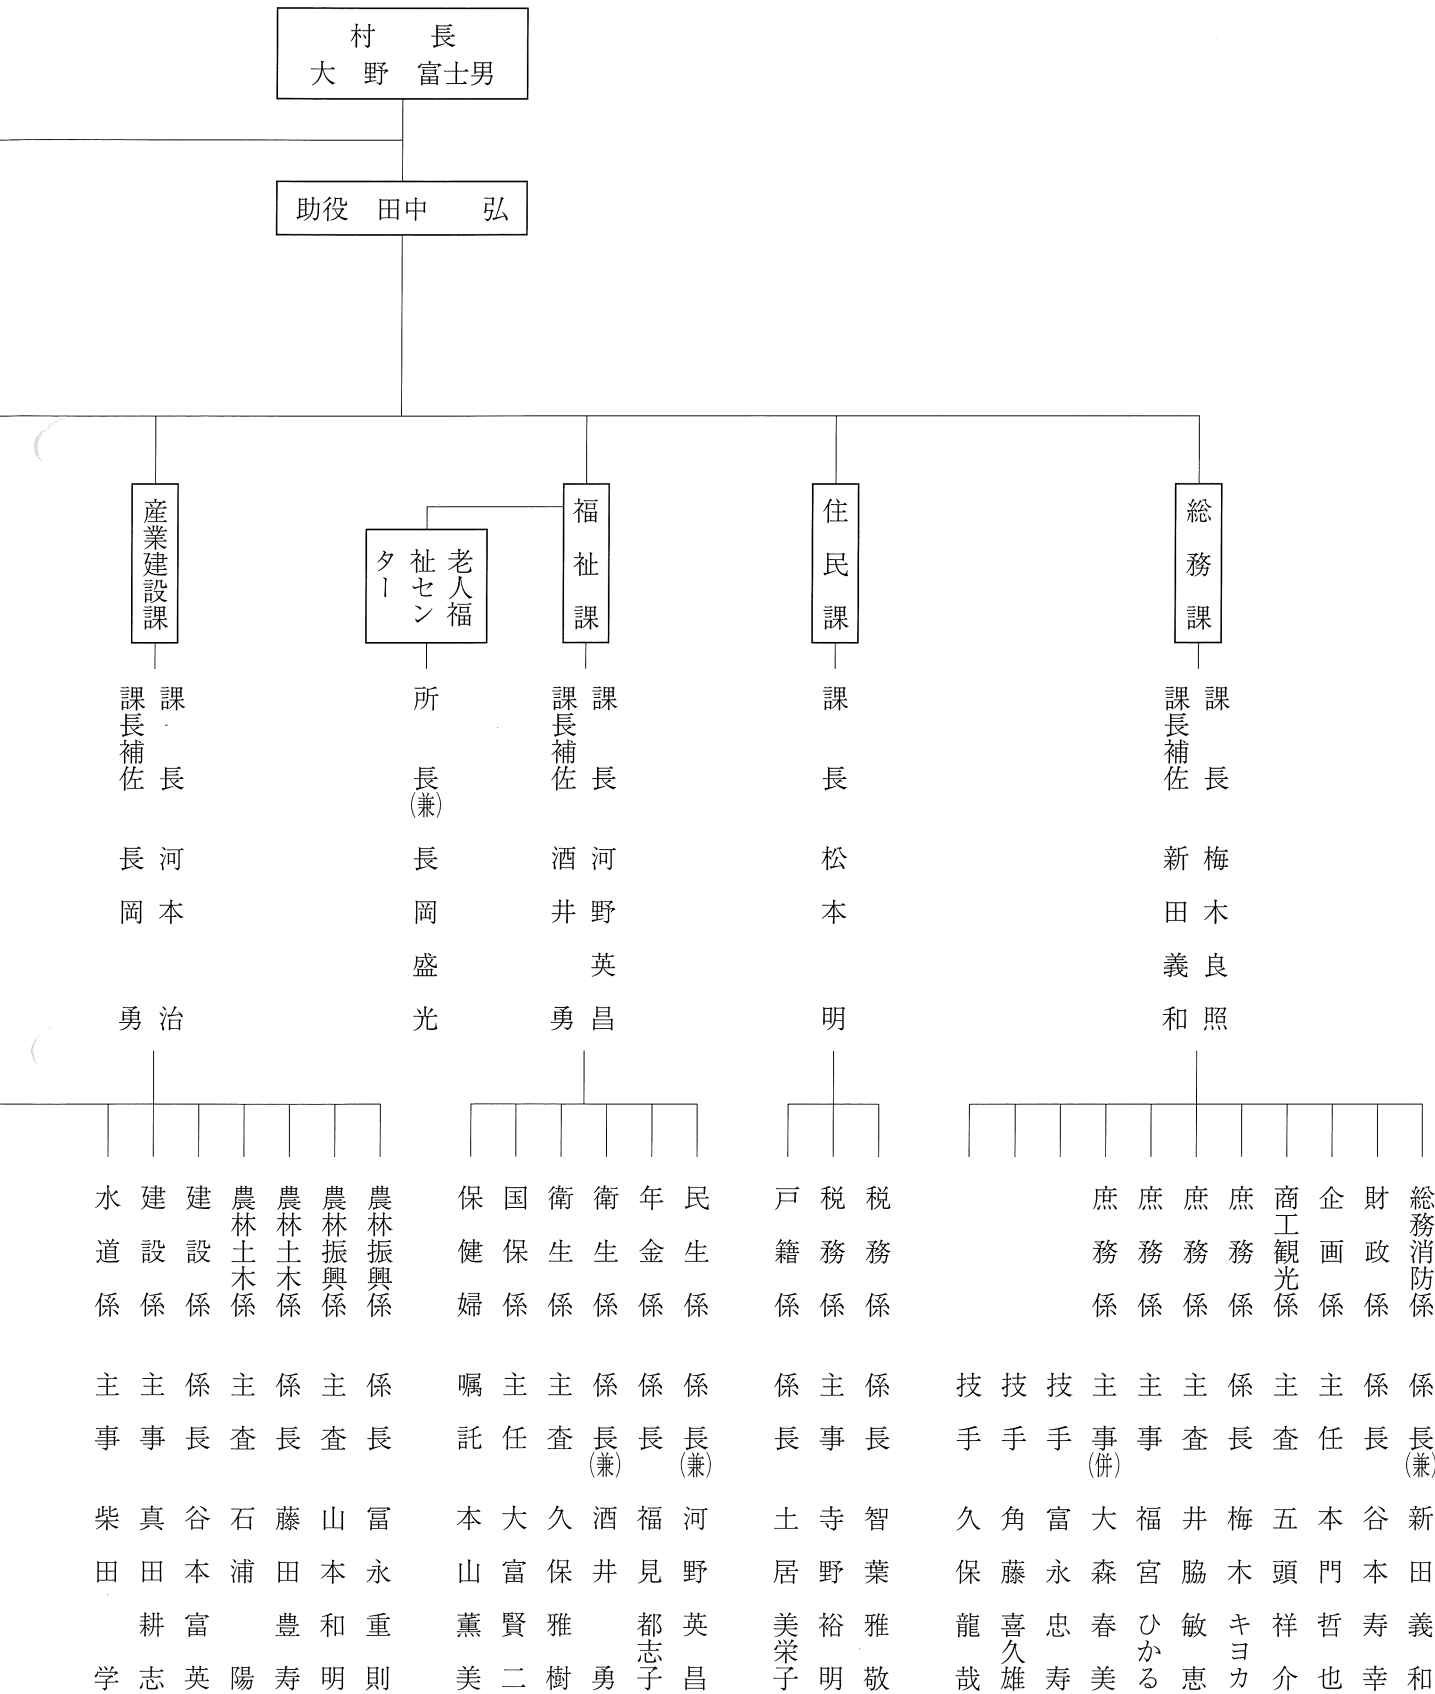 村長
大野富士男
助役 田中 弘
総務課
課長 梅木良照
課長補佐 新田義和
総務消防係 係長(兼) 新田義和
財政係 係長 谷本寿幸
企画係 主任 本門哲也
商工観光係 主査 五頭祥介
庶務係 係長 梅木キヨカ
庶務係 主査 井脇敏恵
庶務係 主事 福宮ひかる
庶務係 主事(併) 大森春美
技手 富永忠寿
技手 角藤喜久雄
技手 久保龍哉
住民課
課長 松本明
税務係 係長 智葉雅敬
税務係 主事 寺野裕明
戸籍係 係長 土居美栄子
福祉課
課長 河野英昌
課長補佐 酒井勇
民生係 係長(兼) 河野英昌
年金係 係長 福見都志子
衛生係 係長(兼) 酒井勇
衛生係 主査 久保雅樹
国保係 主任 大富賢二
保健婦 嘱託 本山薫美
老人福
祉セン
ター
所長(兼) 長岡盛光
産業建設課
課長 河本治
課長補佐 長岡勇
農林振興係 係長 冨永重則
農林振興係 主査 山本和明
農林土木係 係長 藤田豊寿
農林土木係 主査 石浦陽
建設係 係長 谷本富英
建設係 主事 真田耕志
水道係 主事 柴田学